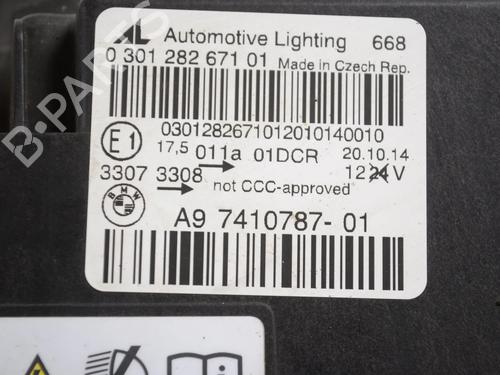 AL Automotive Lighting 668
0 301 282 671 01 Made in Czech Rep.
0301282671012010140010
E1 17,5 011a 01DCR 20.10.14
3307 3308 12 24 V
not CCC-approved
BMW
A9 7410787-01
B-PARTS